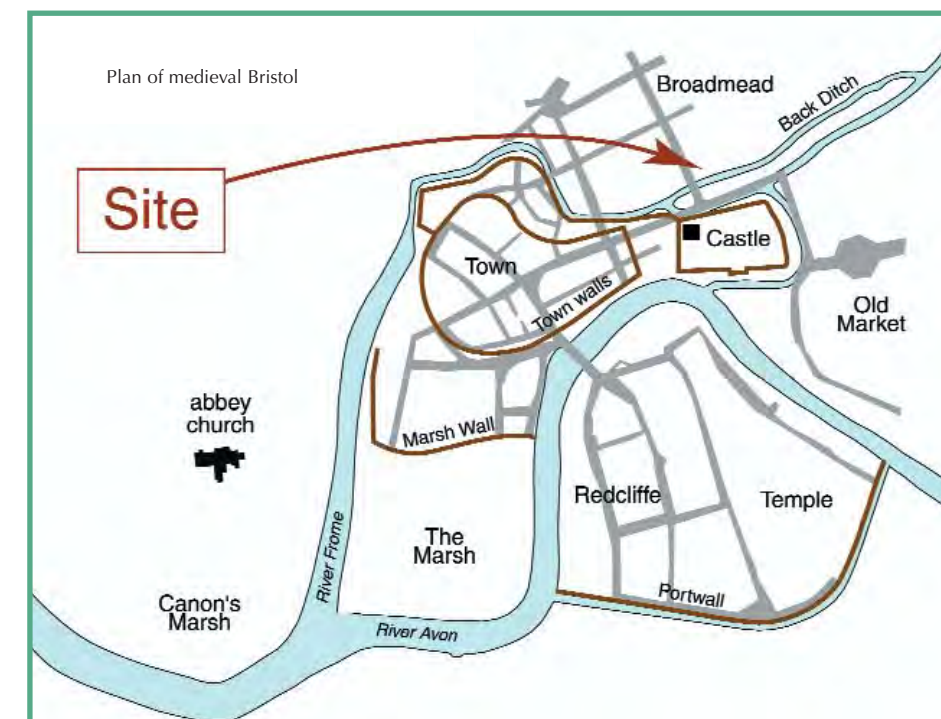 Plan of medieval Bristol
Broadmead
Back Ditch
Site
Castle
Town
Town walls
Old
Market
abbey
church
Marsh Wall
Redcliffe
Temple
The
Marsh
River Frome
Portwall
Canon's
Marsh
River Avon